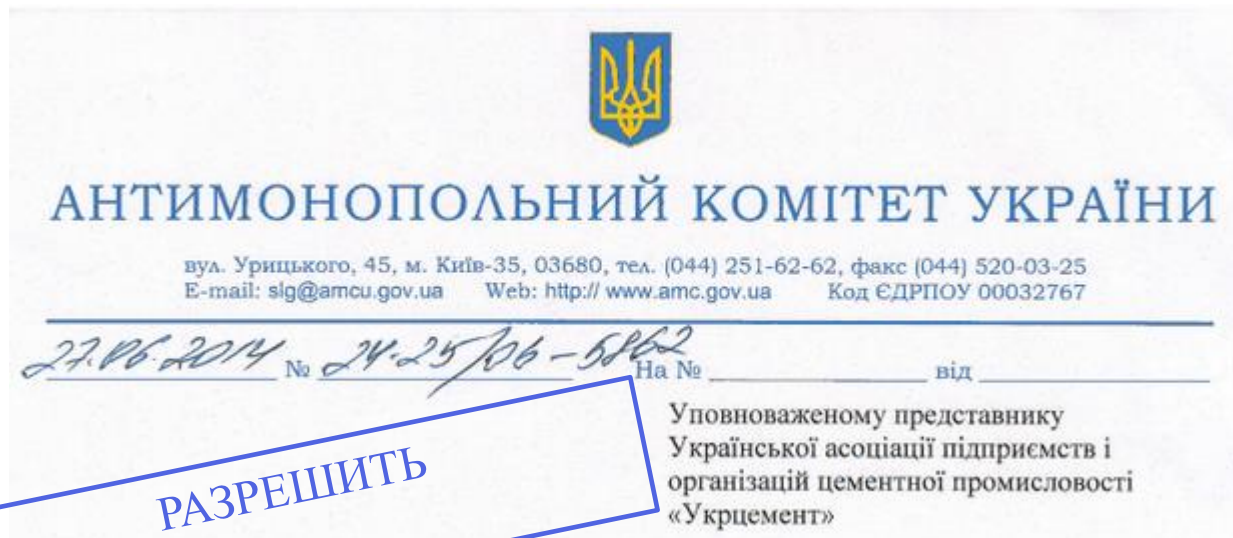 АНТИМОНОПОЛЬНИЙ КОМІТЕТ УКРАЇНИ
вул. Урицького, 45, м. Київ-35, 03680, тел. (044) 251-62-62, факс (044) 520-03-25
E-mail: slg@amcu.gov.ua Web: http:// www.amc.gov.ua Код ЄДРПОУ 00032767
27.06.2014 № 24-25/06-5862 На № від
Уповноваженому представнику
Української асоціації підприємств і
організацій цементної промисловості
«Укрцемент»
РАЗРЕШИТЬ